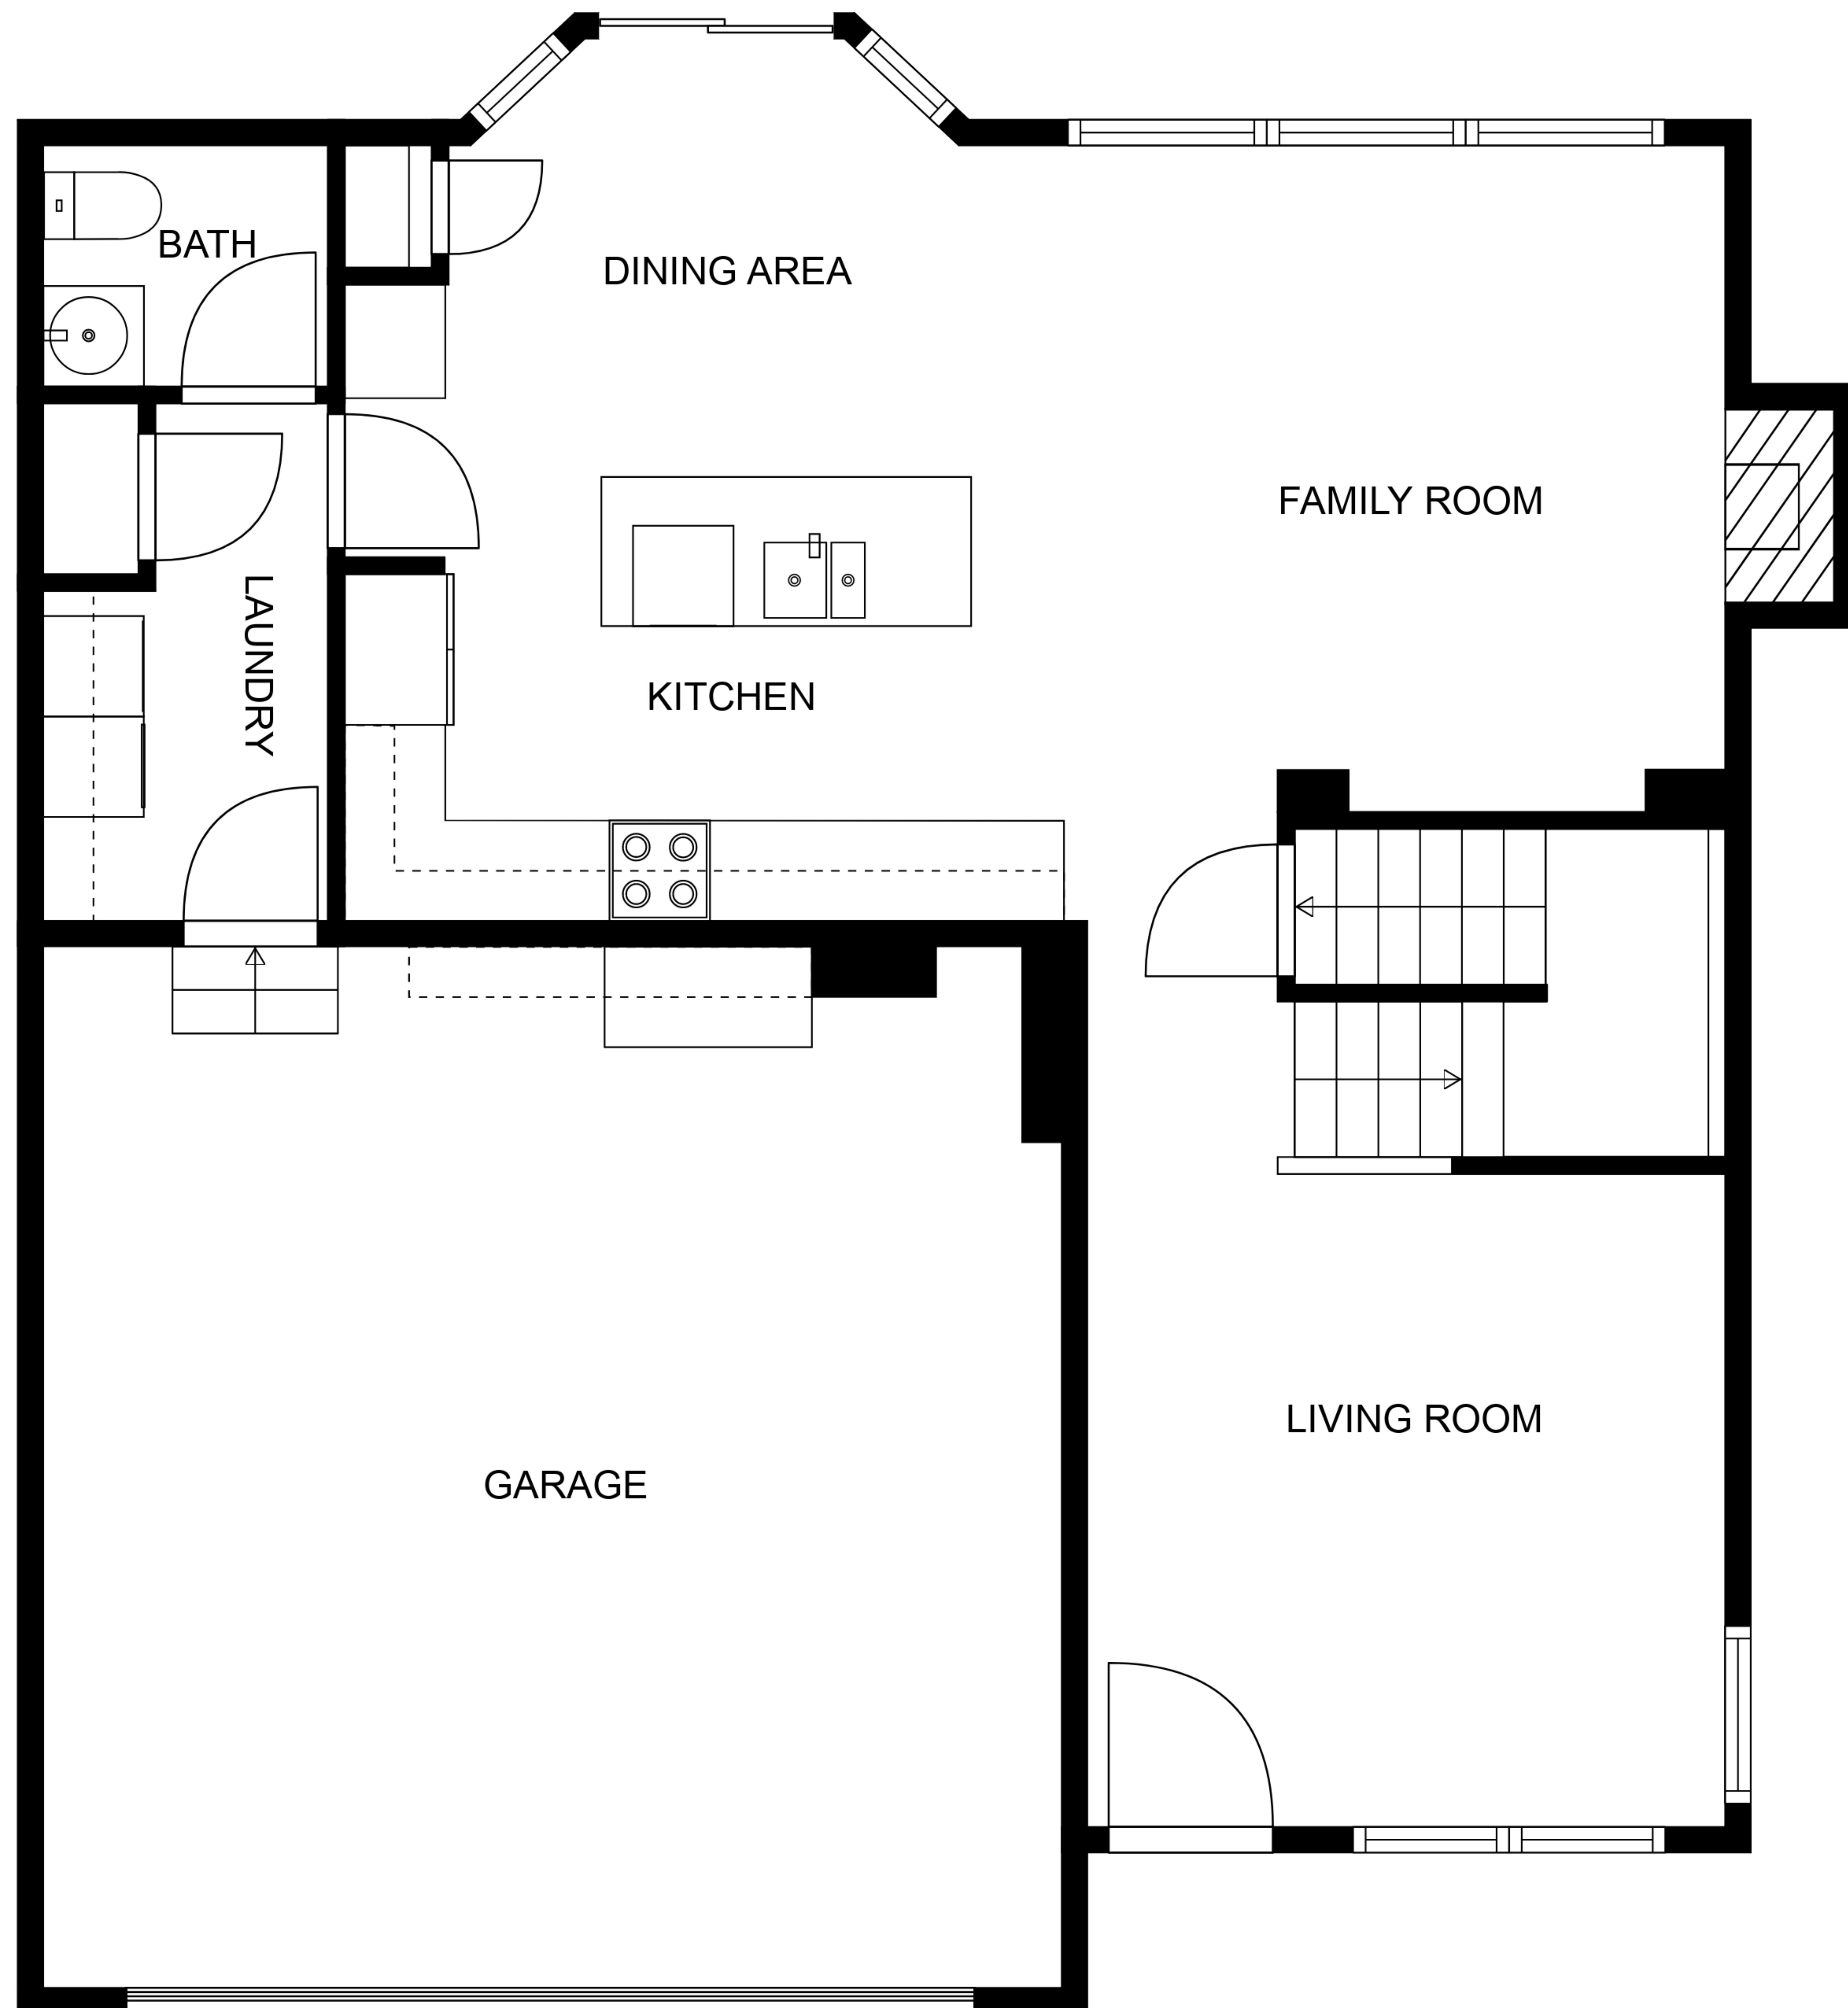 BATH
DINING AREA
FAMILY ROOM
LAUNDRY
KITCHEN
LIVING ROOM
GARAGE